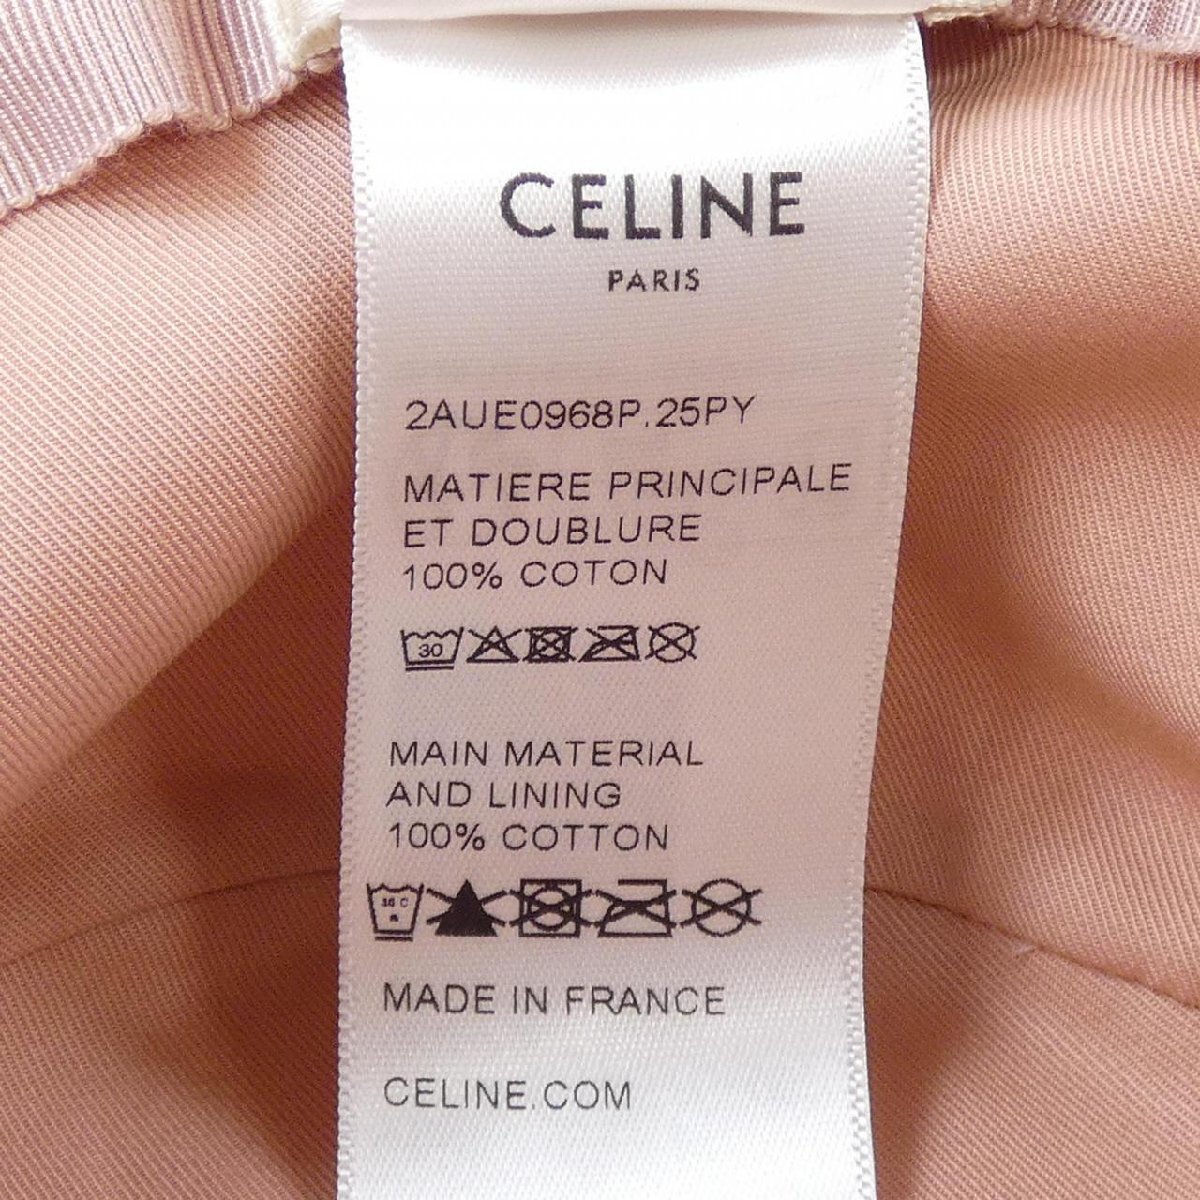 CELINE
PARIS
2AUE0968P.25PY
MATIERE PRINCIPALE
ET DOUBLURE
100% COTON
30
MAIN MATERIAL
AND LINING
100% COTTON
MADE IN FRANCE
CELINE.COM